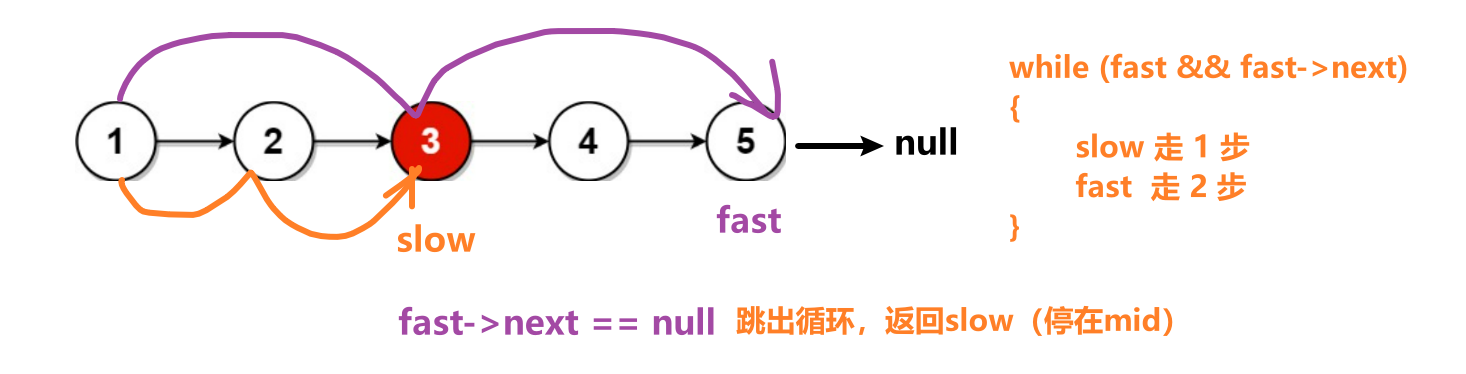 while (fast && fast->next)
{
1 2 3 4 5 null
slow 走 1 步
fast 走 2 步
fast
}
slow
fast->next == null 跳出循环，返回slow（停在mid）